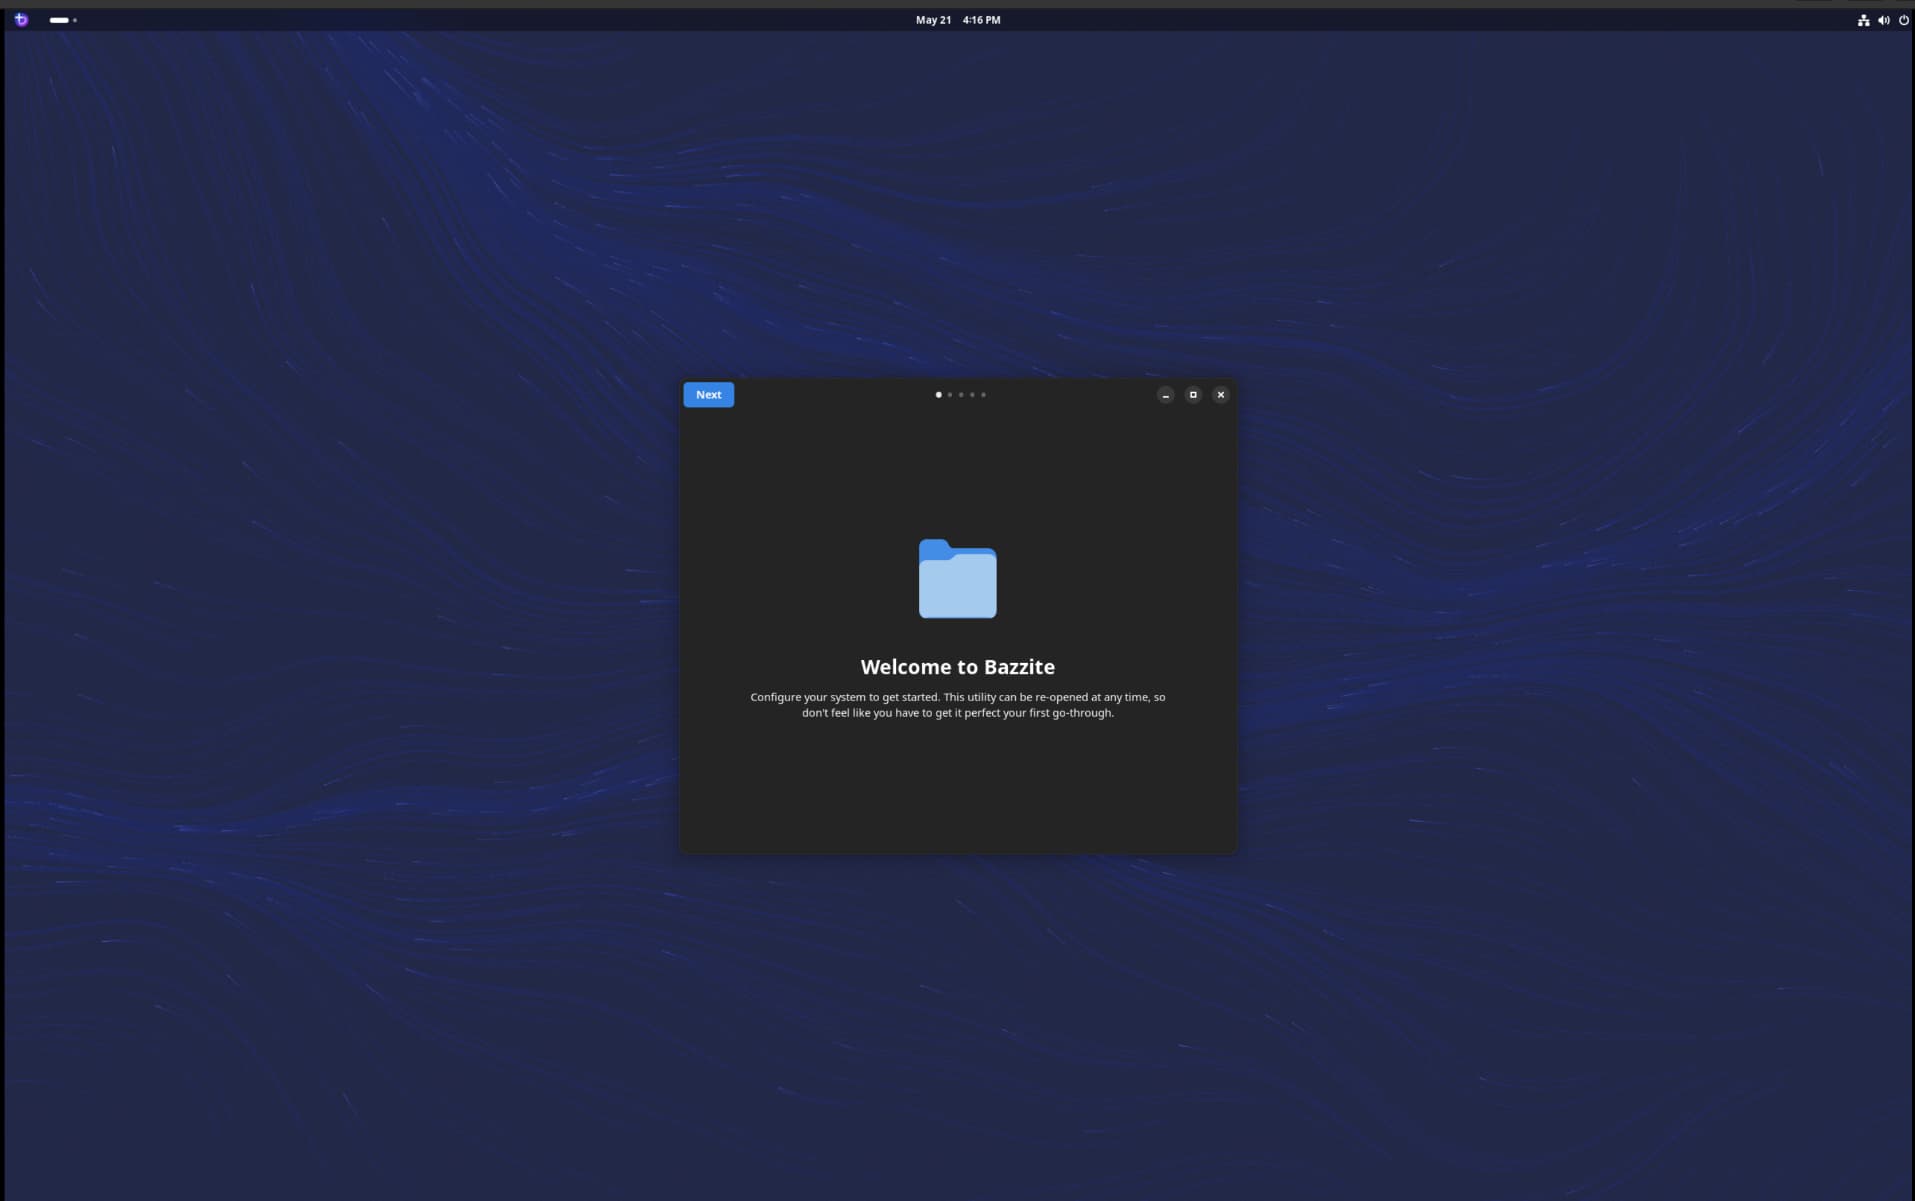 May 21 4:16 PM
Next
Welcome to Bazzite
Configure your system to get started. This utility can be re-opened at any time, so
don't feel like you have to get it perfect your first go-through.